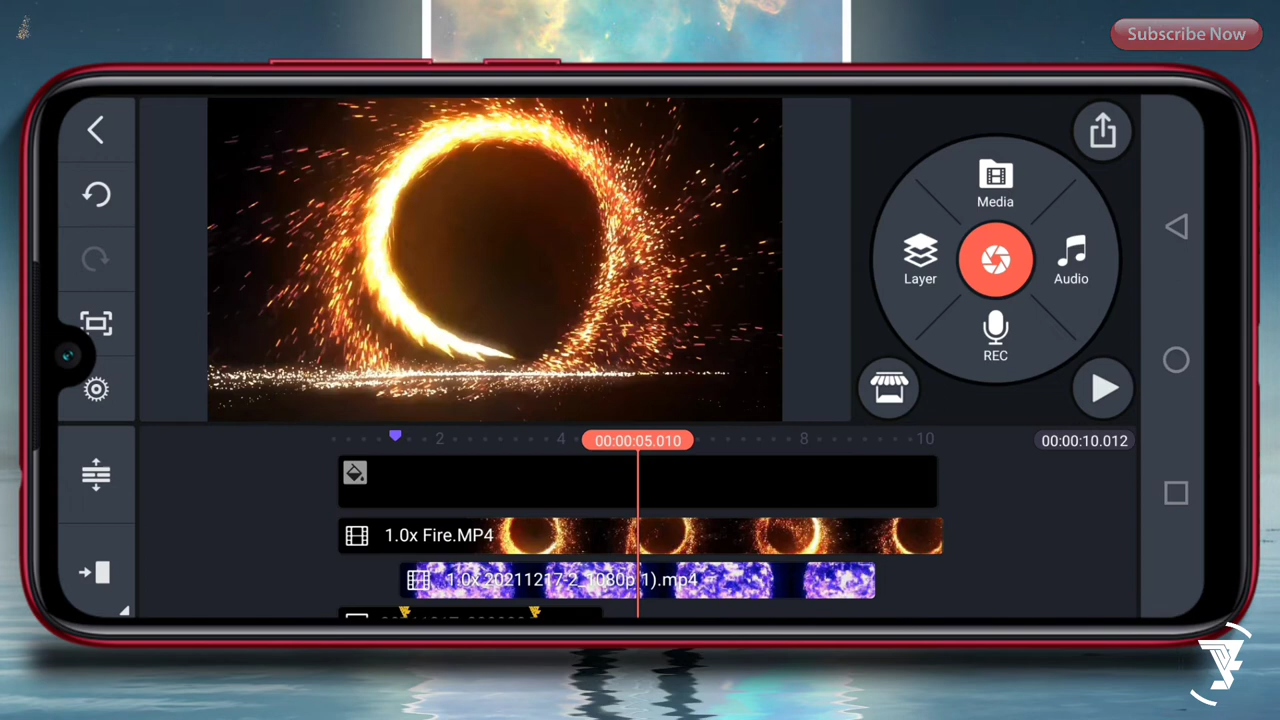 Subscribe Now
Media
Layer
Audio
REC
2
4
00:00:05.010
8
10
00:00:10.012
1.0x Fire.MP4
1.0x 20211217-2_1080p(1).mp4